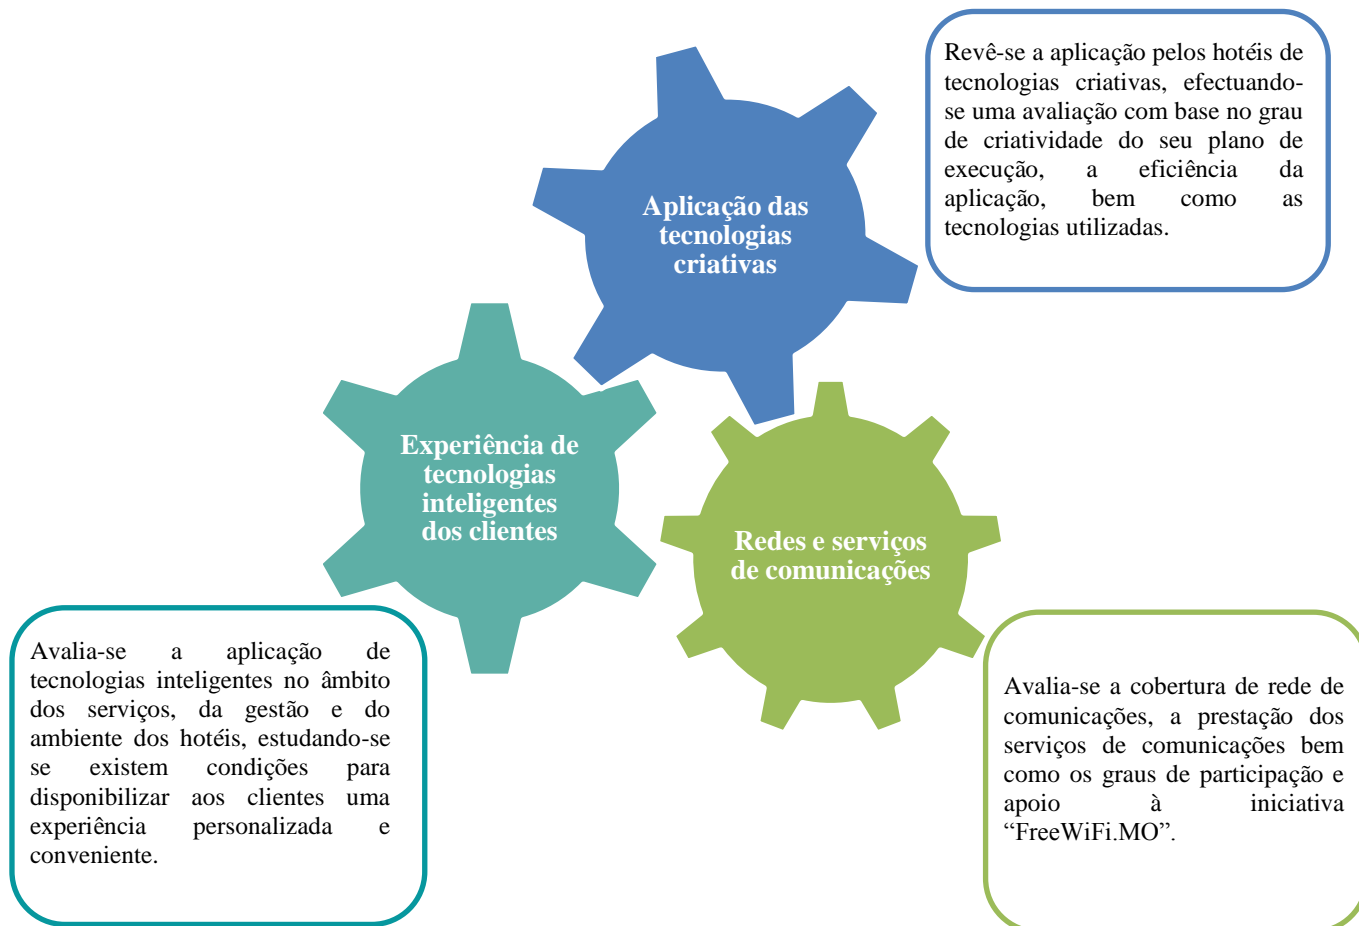 Revê-se a aplicação pelos hotéis de
tecnologias criativas, efectuando-
se uma avaliação com base no grau
de criatividade do seu plano de
execução, a eficiência da
aplicação, bem como as
tecnologias utilizadas.
Aplicação das
tecnologias
criativas
Experiência de
tecnologias
inteligentes
dos clientes
Redes e serviços
de comunicações
Avalia-se a aplicação de
tecnologias inteligentes no âmbito
dos serviços, da gestão e do
ambiente dos hotéis, estudando-se
se existem condições para
disponibilizar aos clientes uma
experiência personalizada e
conveniente.
Avalia-se a cobertura de rede de
comunicações, a prestação dos
serviços de comunicações bem
como os graus de participação e
apoio à iniciativa
“FreeWiFi.MO”.